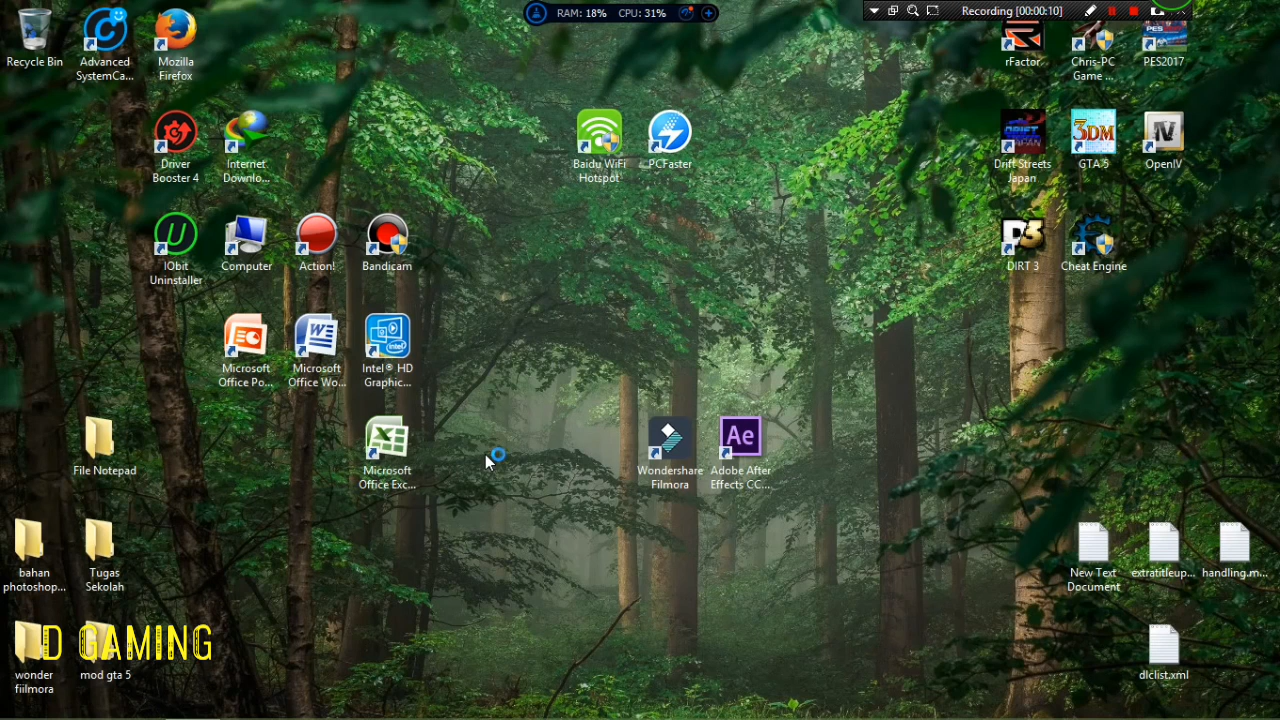 RAM: 18% CPU: 31%
Recording [00:00:10]
Recycle Bin
Advanced
SystemCa...
Mozilla
Firefox
rFactor
Chris-PC
Game ...
PES2017
Driver
Booster 4
Internet
Downlo...
Baidu WiFi
Hotspot
PCFaster
Drift Streets
Japan
3DM
GTA 5
IV
OpenIV
IObit
Uninstaller
Computer
Action!
Bandicam
DIRT 3
Cheat Engine
Microsoft
Office Po...
Microsoft
Office Wo...
Intel® HD
Graphic...
File Notepad
Microsoft
Office Exc...
Wondershare
Filmora
Ae
Adobe After
Effects CC...
bahan
photoshop...
Tugas
Sekolah
New Text
Document
extratitleup...
handling.m...
D GAMING
wonder
fiilmora
mod gta 5
dlclist.xml